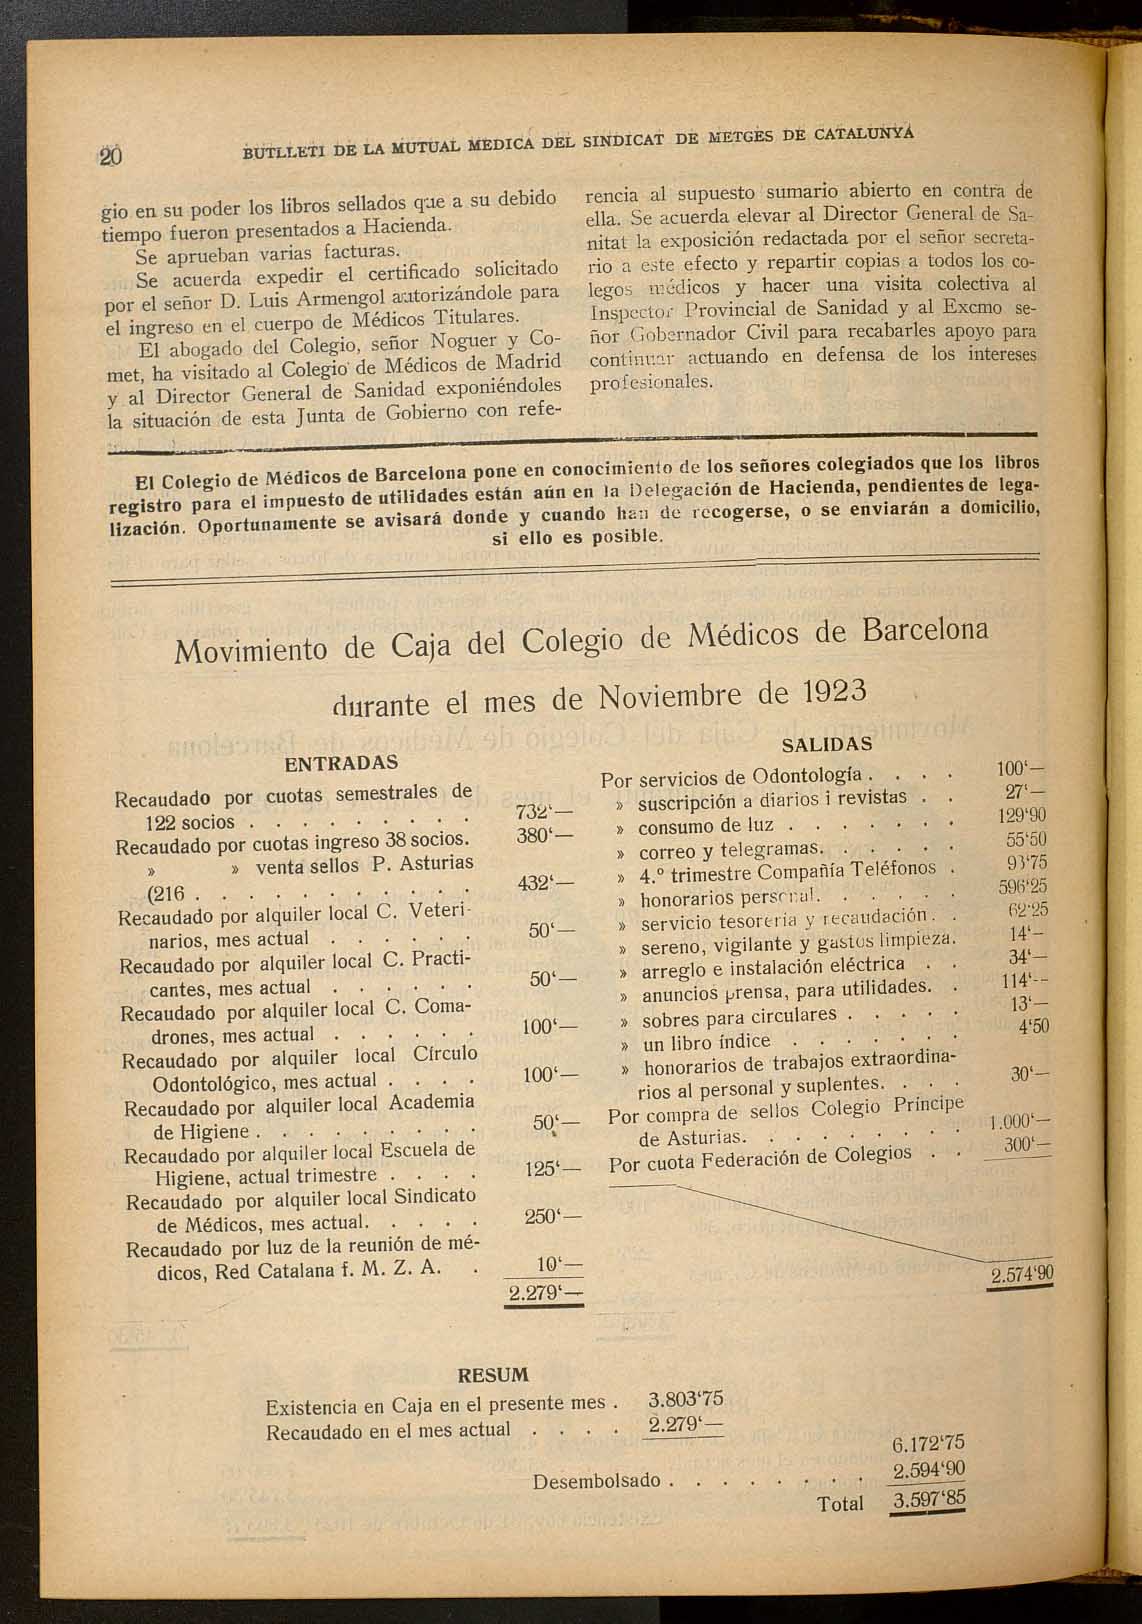 20
BUTLLETI DE LA MUTUAL MEDICA DEL SINDICAT DE METGES DE CATALUNYA
gio en su poder los libros sellados que a su debido
tiempo fueron presentados a Hacienda.
Se aprueban varias facturas.
Se acuerda expedir el certificado solicitado
por el señor D. Luis Armengol autorizándole para
el ingreso en el cuerpo de Médicos Titulares.
El abogado del Colegio, señor Noguer y Co-
met, ha visitado al Colegio de Médicos de Madrid
y al Director General de Sanidad exponiéndoles
la situación de esta Junta de Gobierno con refe-
rencia al supuesto sumario abierto en contra de
ella. Se acuerda elevar al Director General de Sa-
nitat la exposición redactada por el señor secreta-
rio a este efecto y repartir copias a todos los co-
legos médicos y hacer una visita colectiva al
Inspector Provincial de Sanidad y al Excmo se-
ñor Gobernador Civil para recabarles apoyo para
continuar actuando en defensa de los intereses
profesionales.
El Colegio de Médicos de Barcelona pone en conocimiento de los señores colegiados que los libros
registro para el impuesto de utilidades están aún en la Delegación de Hacienda, pendientes de lega-
lización. Oportunamente se avisará donde y cuando han de recogerse, o se enviarán a domicilio,
si ello es posible.
Movimiento de Caja del Colegio de Médicos de Barcelona
durante el mes de Noviembre de 1923
ENTRADAS
Recaudado por cuotas semestrales de
122 socios . . . . . . . . . 732‘—
Recaudado por cuotas ingreso 38 socios. 380‘—
» » venta sellos P. Asturias
(216 . . . . . . . . . . . 432‘—
Recaudado por alquiler local C. Veteri-
narios, mes actual . . . . . . 50‘—
Recaudado por alquiler local C. Practi-
cantes, mes actual . . . . . . 50‘—
Recaudado por alquiler local C. Coma-
drones, mes actual . . . . . . 100‘—
Recaudado por alquiler local Círculo
Odontológico, mes actual . . . . 100‘—
Recaudado por alquiler local Academia
de Higiene . . . . . . . . . 50‘—
Recaudado por alquiler local Escuela de
Higiene, actual trimestre . . . . 125‘—
Recaudado por alquiler local Sindicato
de Médicos, mes actual. . . . . 250‘—
Recaudado por luz de la reunión de mé-
dicos, Red Catalana f. M. Z. A. . 10‘—
2.279‘—
SALIDAS
Por servicios de Odontología . . . . 100‘—
» suscripción a diarios i revistas . . 27‘—
» consumo de luz . . . . . . . 129‘90
» correo y telegramas. . . . . . 55‘50
» 4.º trimestre Compañía Teléfonos . 93‘75
» honorarios personal. . . . . . 596‘25
» servicio tesorería y recaudación. . 62‘25
» sereno, vigilante y gastos limpieza. 14‘—
» arreglo e instalación eléctrica . . 34‘—
» anuncios prensa, para utilidades. . 114‘—
» sobres para circulares . . . . . 13‘—
» un libro índice . . . . . . . 4‘50
» honorarios de trabajos extraordina-
rios al personal y suplentes. . . . 30‘—
Por compra de sellos Colegio Príncipe
de Asturias. . . . . . . . . 1.000‘—
Por cuota Federación de Colegios . . 300‘—
2.574‘90
RESUM
Existencia en Caja en el presente mes . 3.803‘75
Recaudado en el mes actual . . . . 2.279‘—
6.172‘75
Desembolsado . . . . . . . . 2.594‘90
Total 3.597‘85